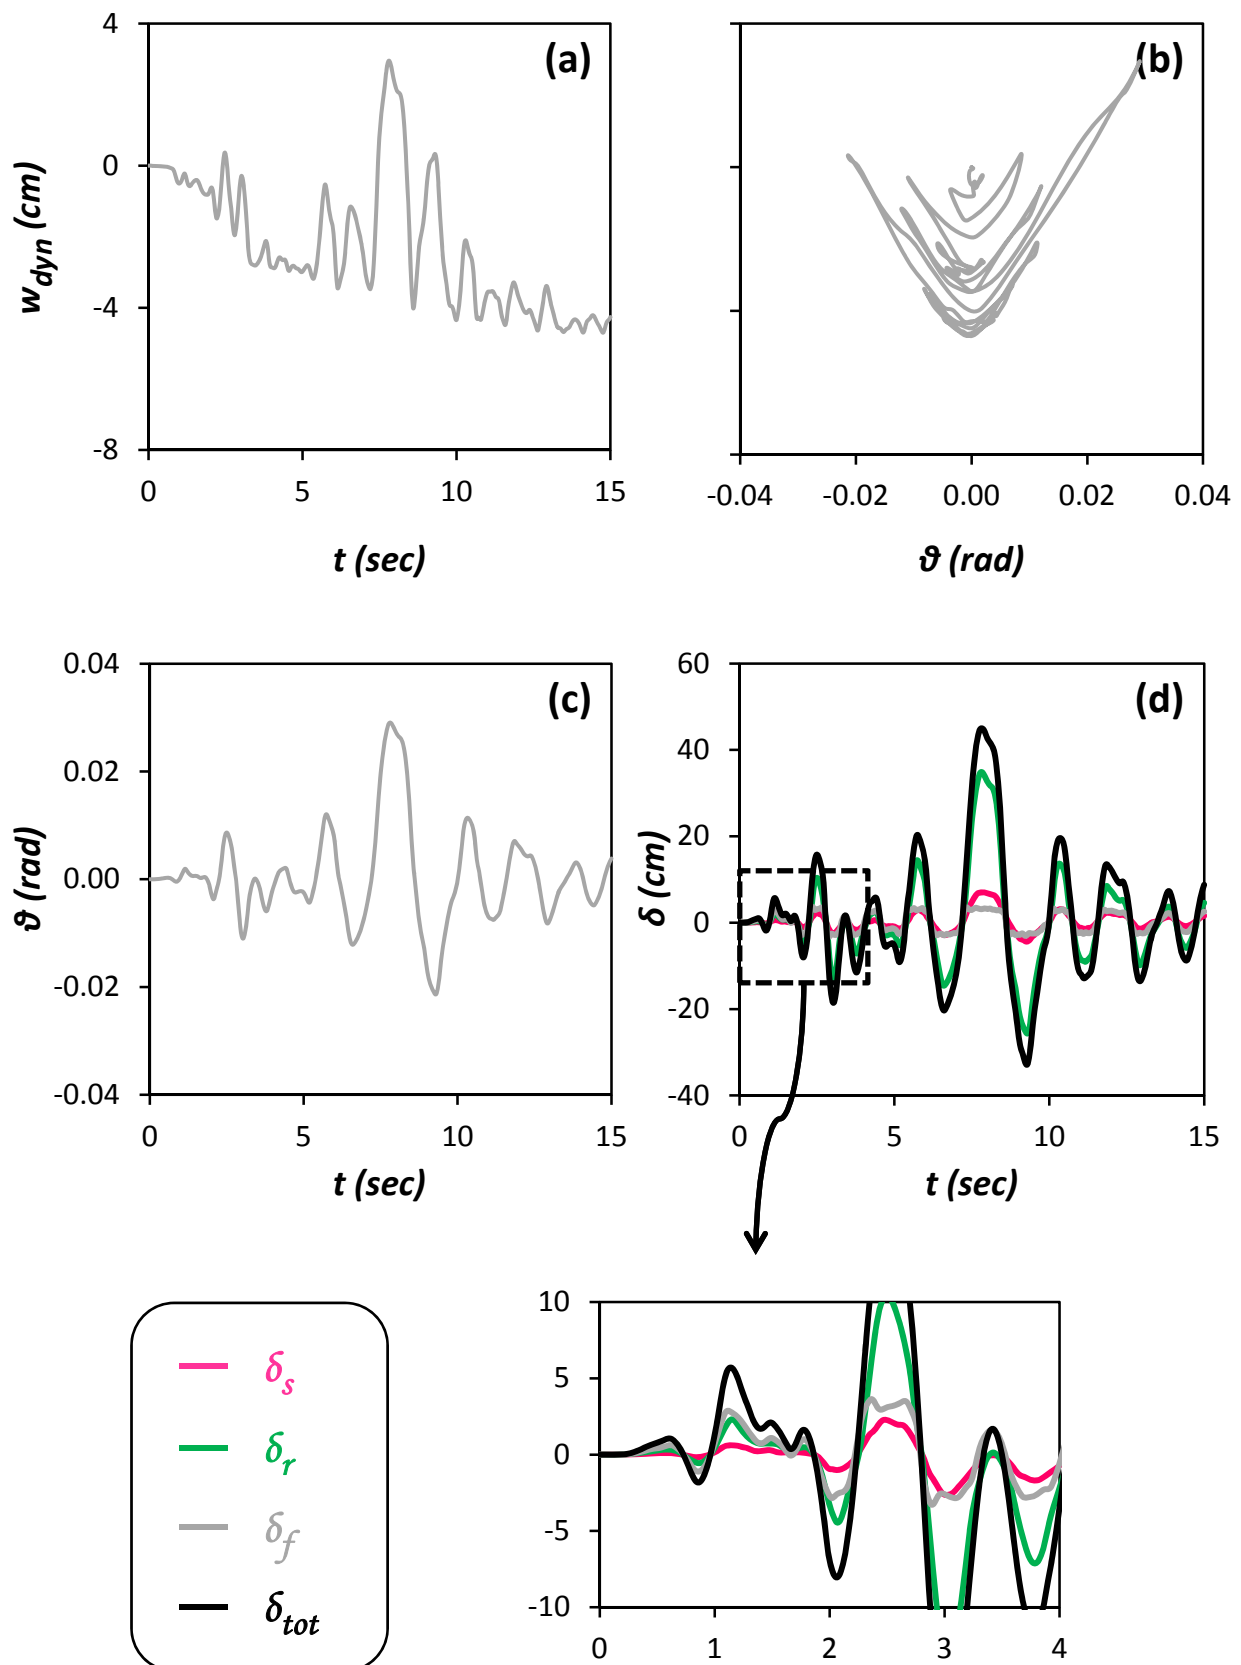 4
0
-4
-8
0 5 10 15
w_dyn (cm)
t (sec)
(a)
(b)
-0.04 -0.02 0.00 0.02 0.04
ϑ (rad)
0.04
0.02
0.00
-0.02
-0.04
0 5 10 15
ϑ (rad)
t (sec)
(c)
60
40
20
0
-20
-40
0 5 10 15
δ (cm)
t (sec)
(d)
δ_s
δ_r
δ_f
δ_tot
10
5
0
-5
-10
0 1 2 3 4